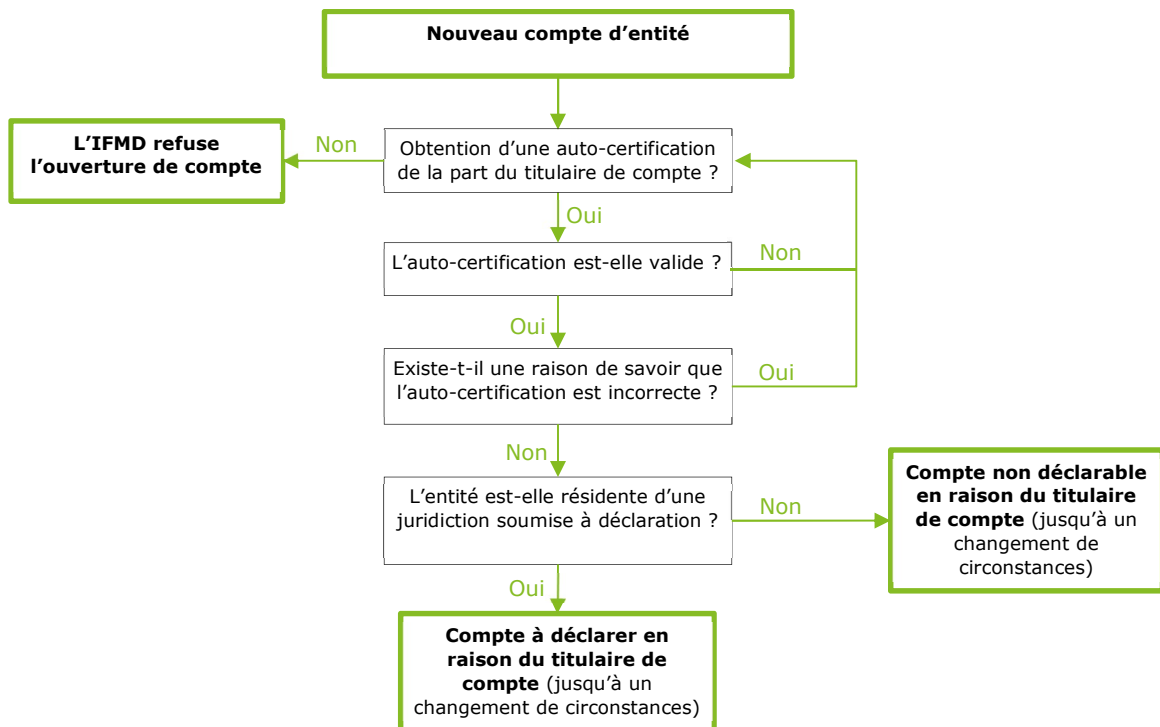 Nouveau compte d’entité
L’IFMD refuse
l’ouverture de compte
Non
Obtention d’une auto-certification
de la part du titulaire de compte ?
Oui
L’auto-certification est-elle valide ?
Non
Oui
Existe-t-il une raison de savoir que
l’auto-certification est incorrecte ?
Oui
Non
L’entité est-elle résidente d’une
juridiction soumise à déclaration ?
Non
Compte non déclarable
en raison du titulaire
de compte (jusqu’à un
changement de
circonstances)
Oui
Compte à déclarer en
raison du titulaire de
compte (jusqu’à un
changement de circonstances)